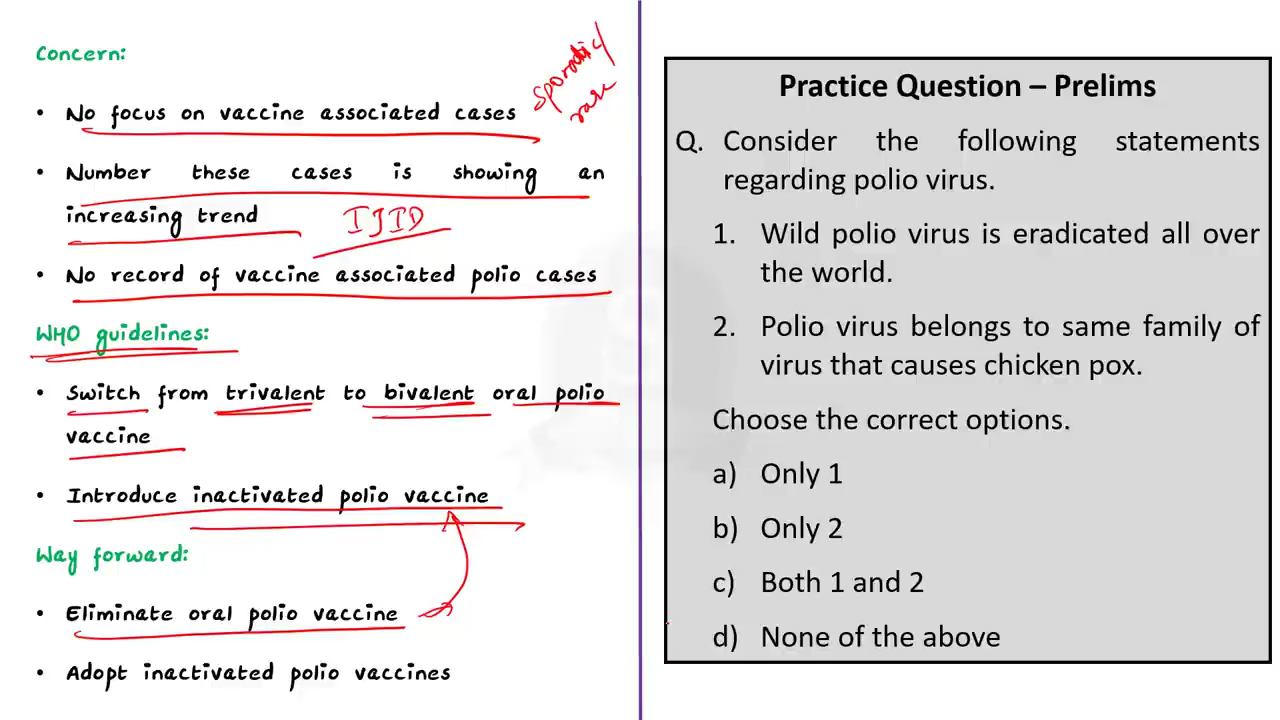 Concern:
• No focus on vaccine associated cases
sporadic/
rare
• Number these cases is showing an
increasing trend
IJID
• No record of vaccine associated polio cases
WHO guidelines:
• Switch from trivalent to bivalent oral polio
vaccine
• Introduce inactivated polio vaccine
Way forward:
• Eliminate oral polio vaccine
• Adopt inactivated polio vaccines
Practice Question – Prelims
Q. Consider the following statements
regarding polio virus.
1. Wild polio virus is eradicated all over
the world.
2. Polio virus belongs to same family of
virus that causes chicken pox.
Choose the correct options.
a) Only 1
b) Only 2
c) Both 1 and 2
d) None of the above